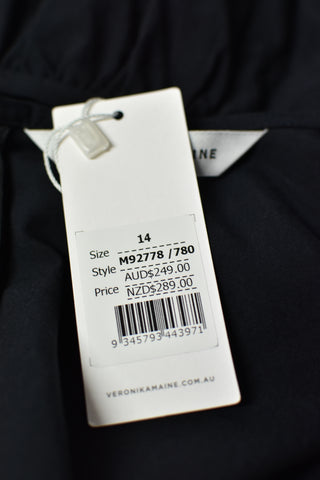 INE
14
Size M92778 /780
Style AUD$249.00
Price NZD$289.00
9 345793 443971
VERONIKAMAINE.COM.AU